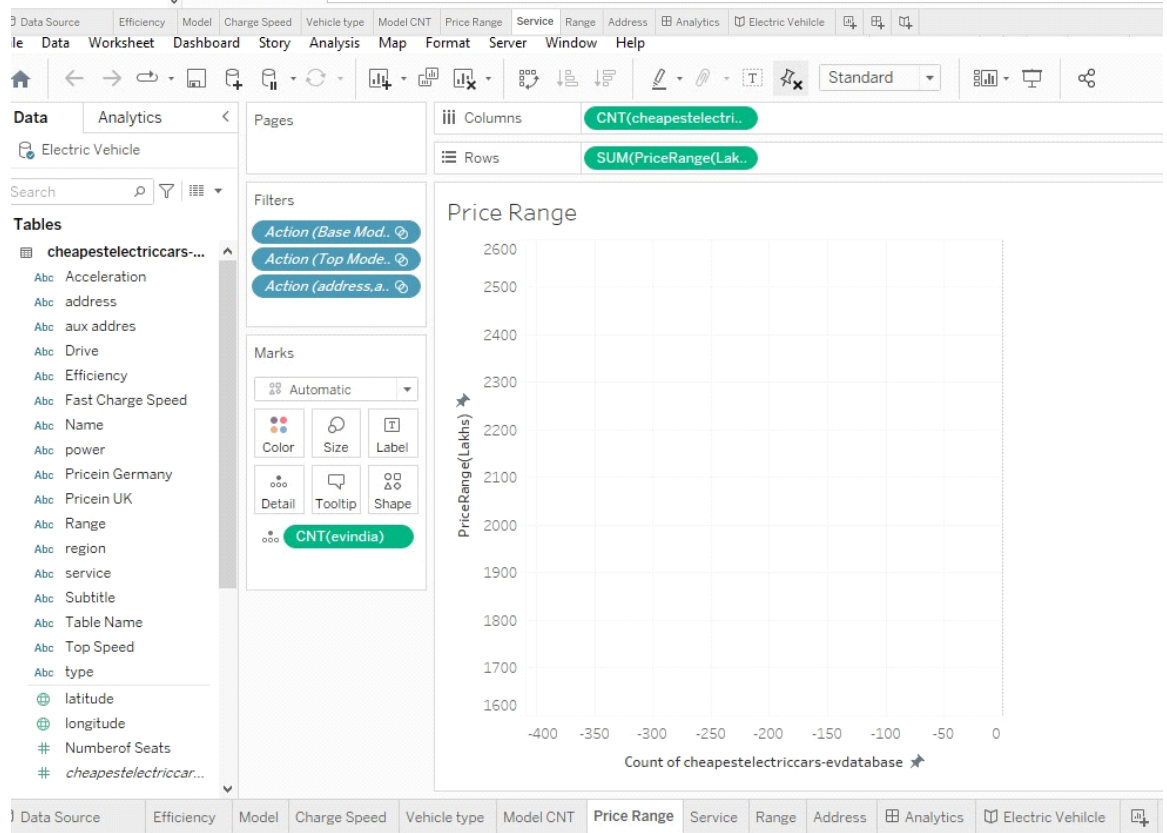 Data Source Efficiency Model Charge Speed Vehicle type Model CNT Price Range Service Range Address Analytics Electric Vehilcle
le Data Worksheet Dashboard Story Analysis Map Format Server Window Help
T Standard
Data Analytics
Pages
iii Columns
CNT(cheapestelectri..
Electric Vehicle
Rows
SUM(PriceRange(Lak..
Search
Filters
Price Range
Tables
Action (Base Mod..
Action (Top Mode..
Action (address,a..
cheapestelectriccars-...
Abc Acceleration
Abc address
Abc aux addres
Abc Drive
Abc Efficiency
Abc Fast Charge Speed
Abc Name
Abc power
Abc Pricein Germany
Abc Pricein UK
Abc Range
Abc region
Abc service
Abc Subtitle
Abc Table Name
Abc Top Speed
Abc type
latitude
longitude
# Numberof Seats
# cheapestelectriccar...
Marks
Automatic
Color Size Label
Detail Tooltip Shape
CNT(evindia)
2600
2500
2400
2300
2200
2100
2000
1900
1800
1700
1600
PriceRange(Lakhs)
-400 -350 -300 -250 -200 -150 -100 -50 0
Count of cheapestelectriccars-evdatabase
Data Source Efficiency Model Charge Speed Vehicle type Model CNT Price Range Service Range Address Analytics Electric Vehilcle